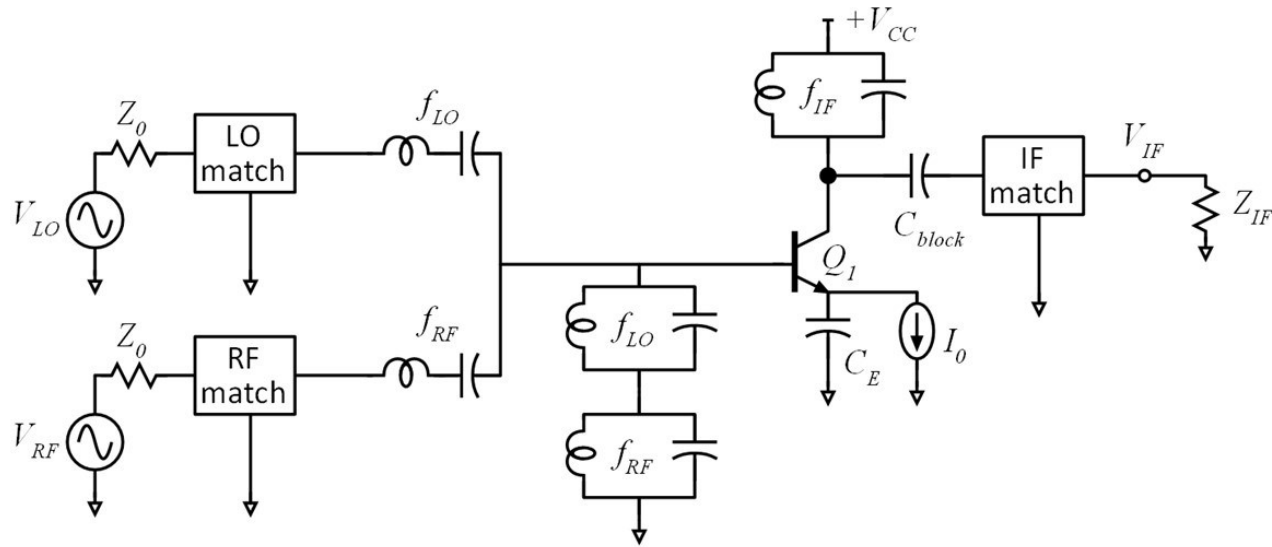 +V_CC
f_IF
f_LO
Z_0
LO
match
V_LO
V_IF
IF
match
Z_IF
C_block
Q_1
f_RF
Z_0
RF
match
V_RF
f_LO
C_E
I_0
f_RF